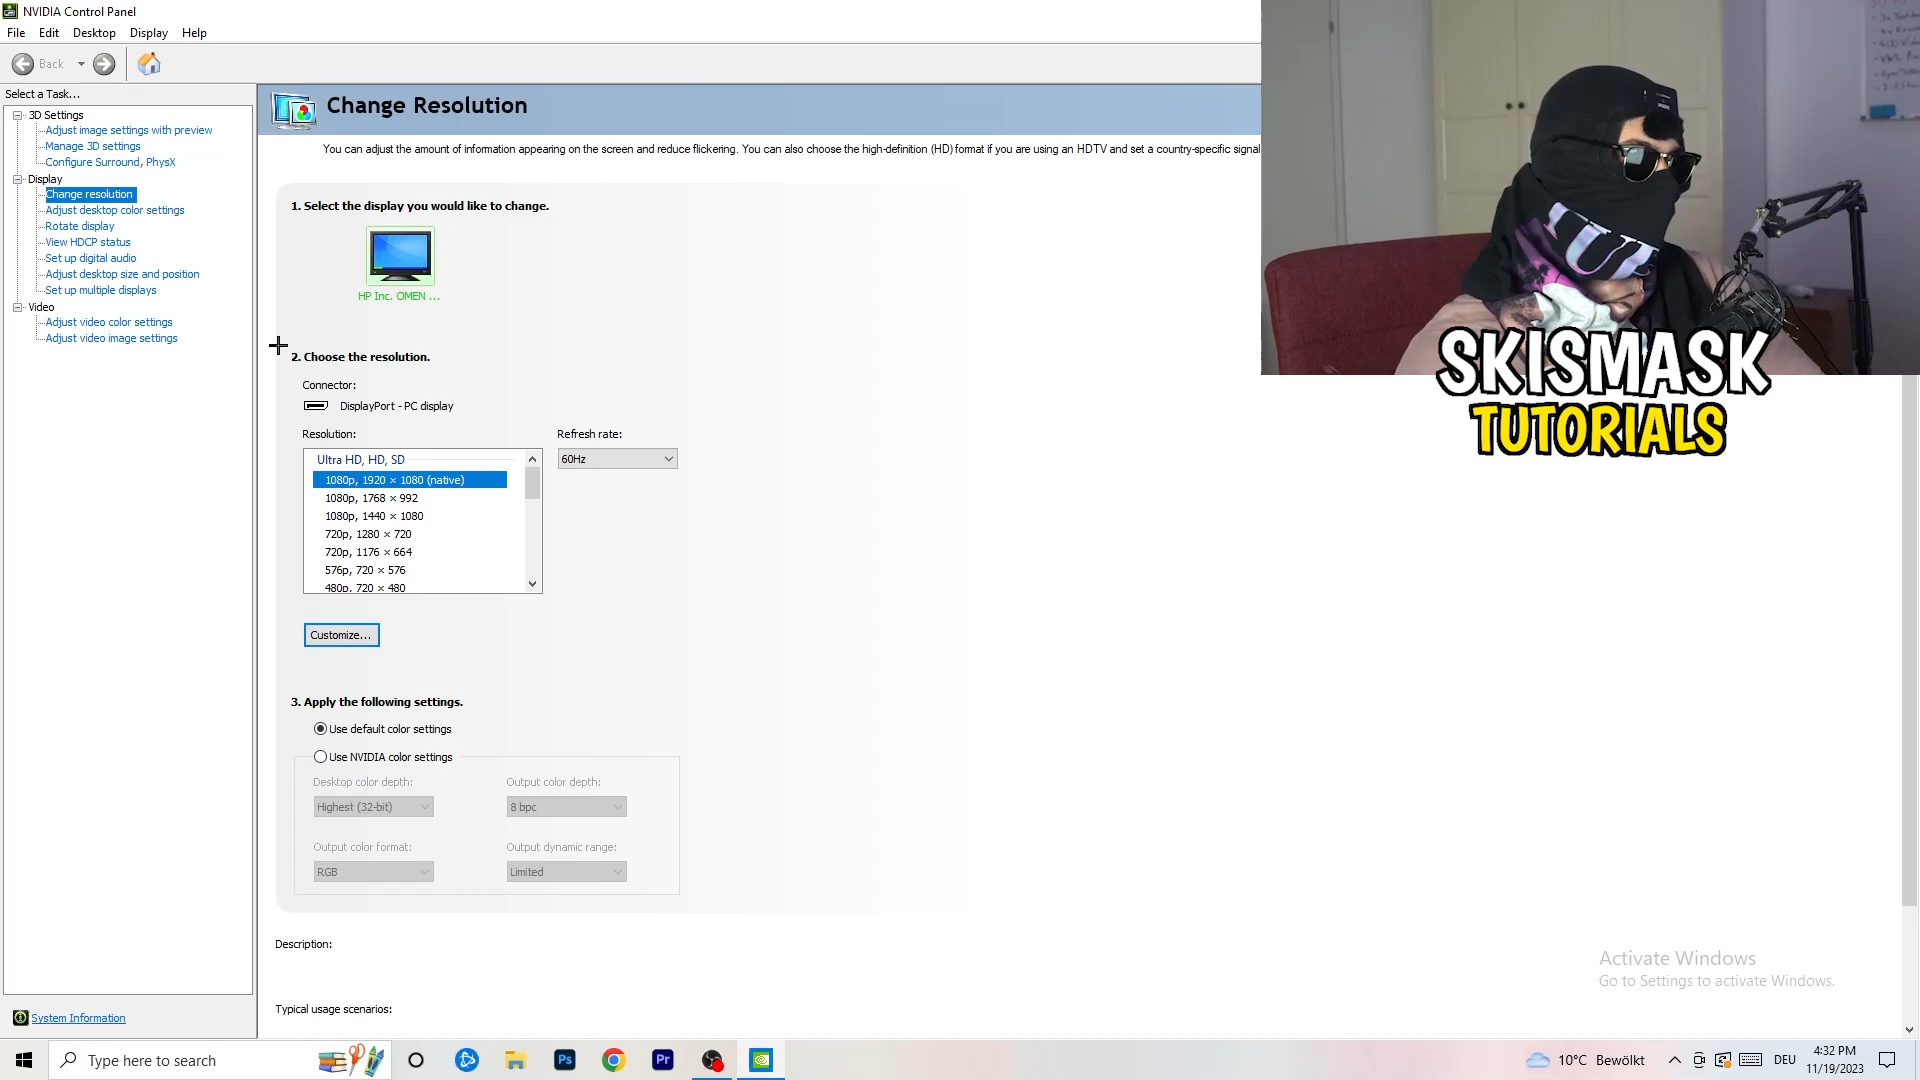 NVIDIA Control Panel
File Edit Desktop Display Help
Back
Select a Task...
3D Settings
Adjust image settings with preview
Manage 3D settings
Configure Surround, PhysX
Display
Change resolution
Adjust desktop color settings
Rotate display
View HDCP status
Set up digital audio
Adjust desktop size and position
Set up multiple displays
Video
Adjust video color settings
Adjust video image settings
System Information
Change Resolution
You can adjust the amount of information appearing on the screen and reduce flickering. You can also choose the high-definition (HD) format if you are using an HDTV and set a country-specific signal
1. Select the display you would like to change.
HP Inc. OMEN ...
2. Choose the resolution.
Connector:
DisplayPort - PC display
Resolution:
Refresh rate:
Ultra HD, HD, SD
60Hz
1080p, 1920 × 1080 (native)
1080p, 1768 × 992
1080p, 1440 × 1080
720p, 1280 × 720
720p, 1176 × 664
576p, 720 × 576
480p, 720 × 480
Customize...
3. Apply the following settings.
Use default color settings
Use NVIDIA color settings
Desktop color depth:
Output color depth:
Highest (32-bit)
8 bpc
Output color format:
Output dynamic range:
RGB
Limited
Description:
Typical usage scenarios:
SKISMASK
TUTORIALS
Activate Windows
Go to Settings to activate Windows.
Type here to search
Ps
Pr
10°C Bewölkt
DEU
4:32 PM
11/19/2023